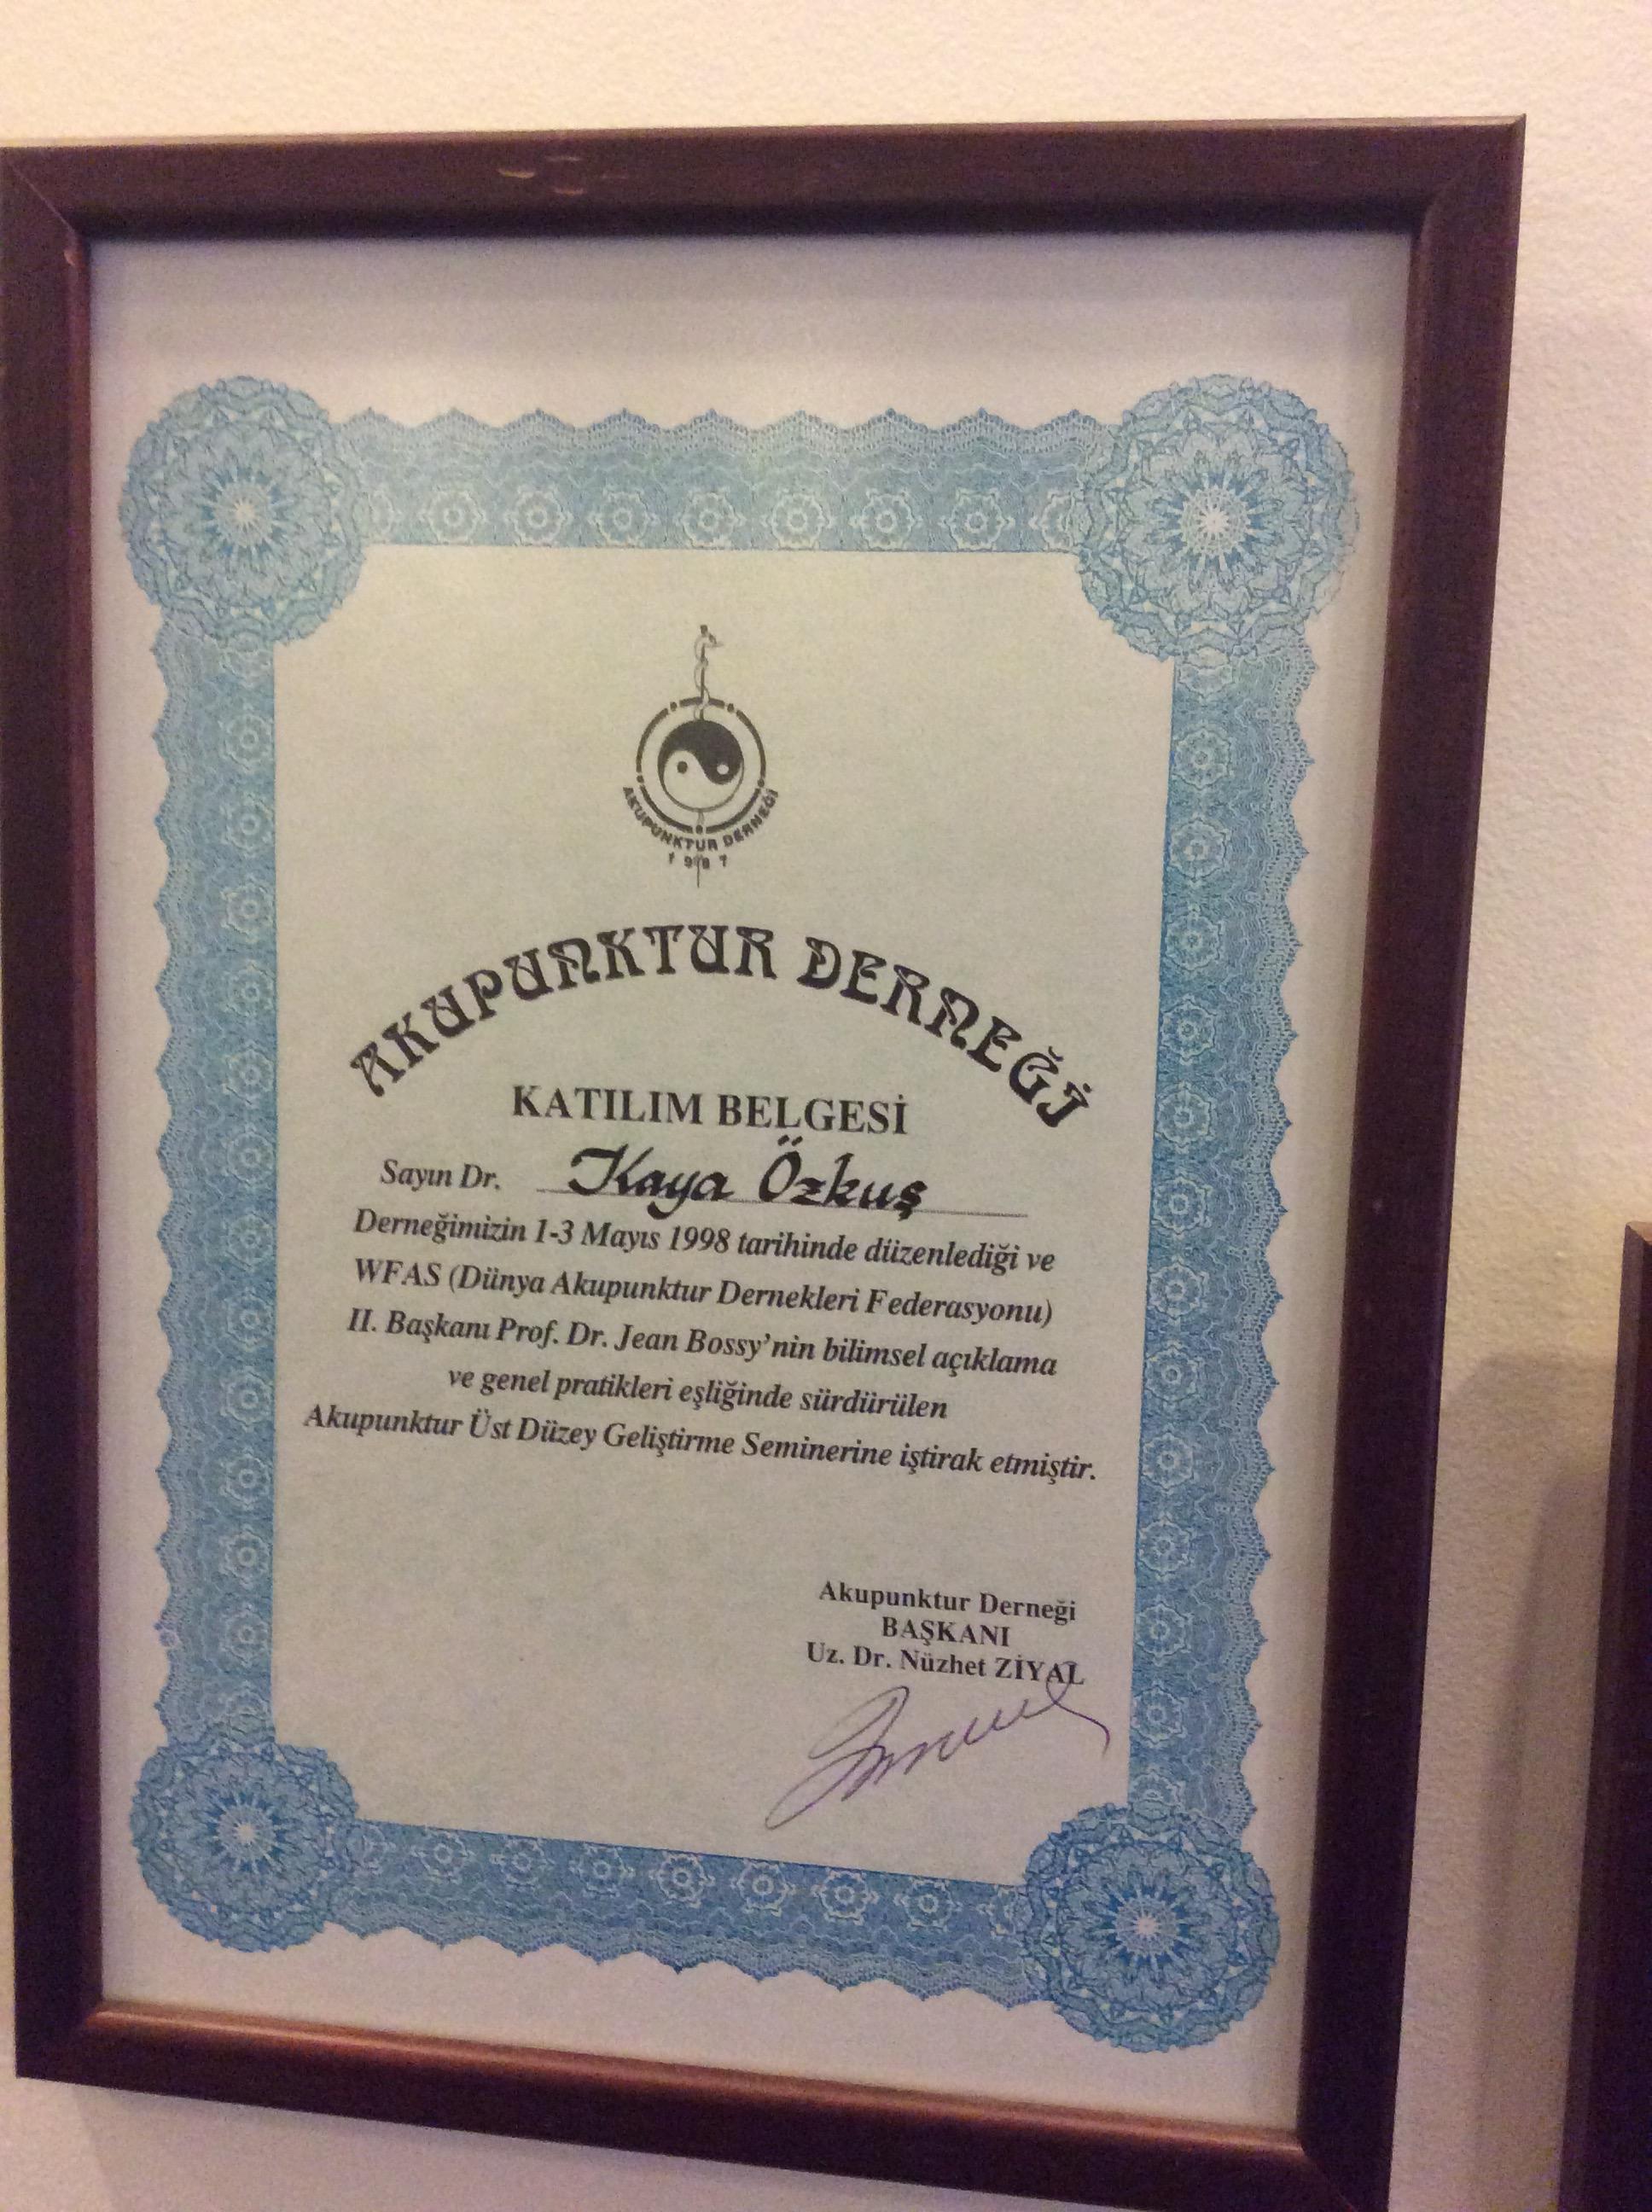 AKUPUNKTUR DERNEĞİ
1987
AKUPUNKTUR DERNEĞİ
KATILIM BELGESİ
Sayın Dr. Kaya Özkuş
Derneğimizin 1-3 Mayıs 1998 tarihinde düzenlediği ve
WFAS (Dünya Akupunktur Dernekleri Federasyonu)
II. Başkanı Prof. Dr. Jean Bossy'nin bilimsel açıklama
ve genel pratikleri eşliğinde sürdürülen
Akupunktur Üst Düzey Geliştirme Seminerine iştirak etmiştir.
Akupunktur Derneği
BAŞKANI
Uz. Dr. Nüzhet ZİYAL